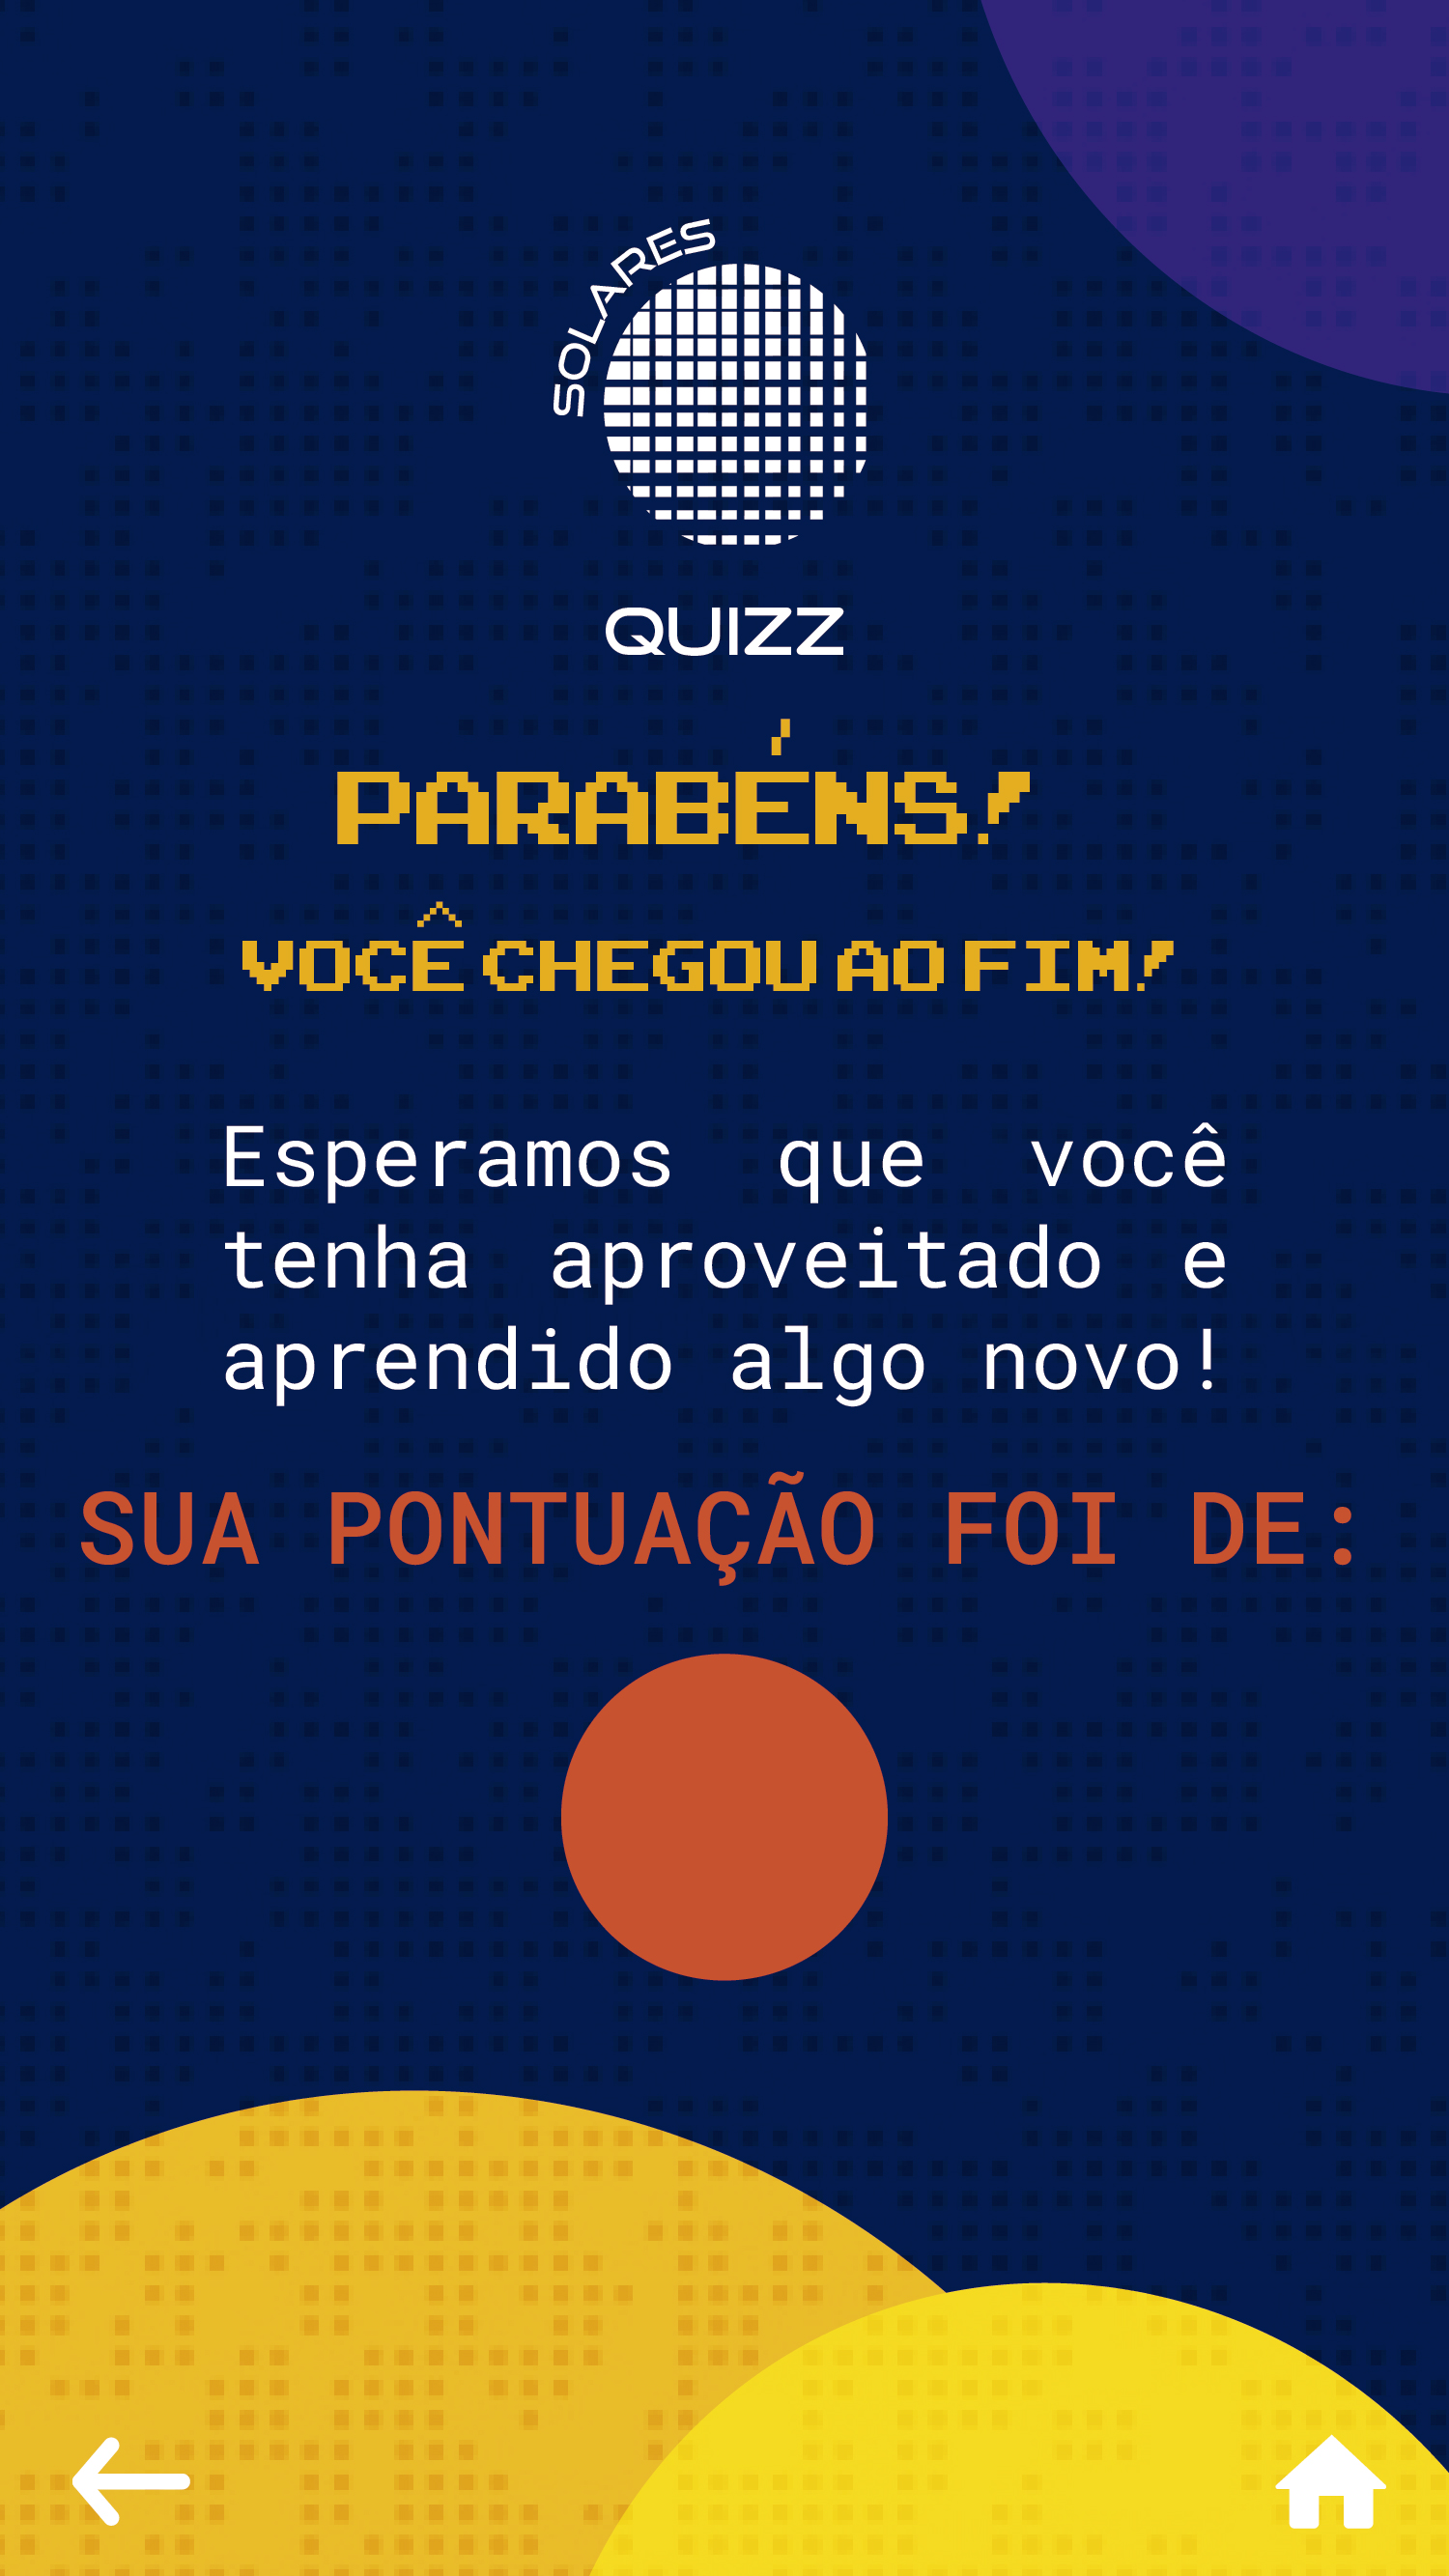 SOLARES
QUIZZ
PARABÉNS!
VOCÊ CHEGOU AO FIM!
Esperamos que você
tenha aproveitado e
aprendido algo novo!
SUA PONTUAÇÃO FOI DE: